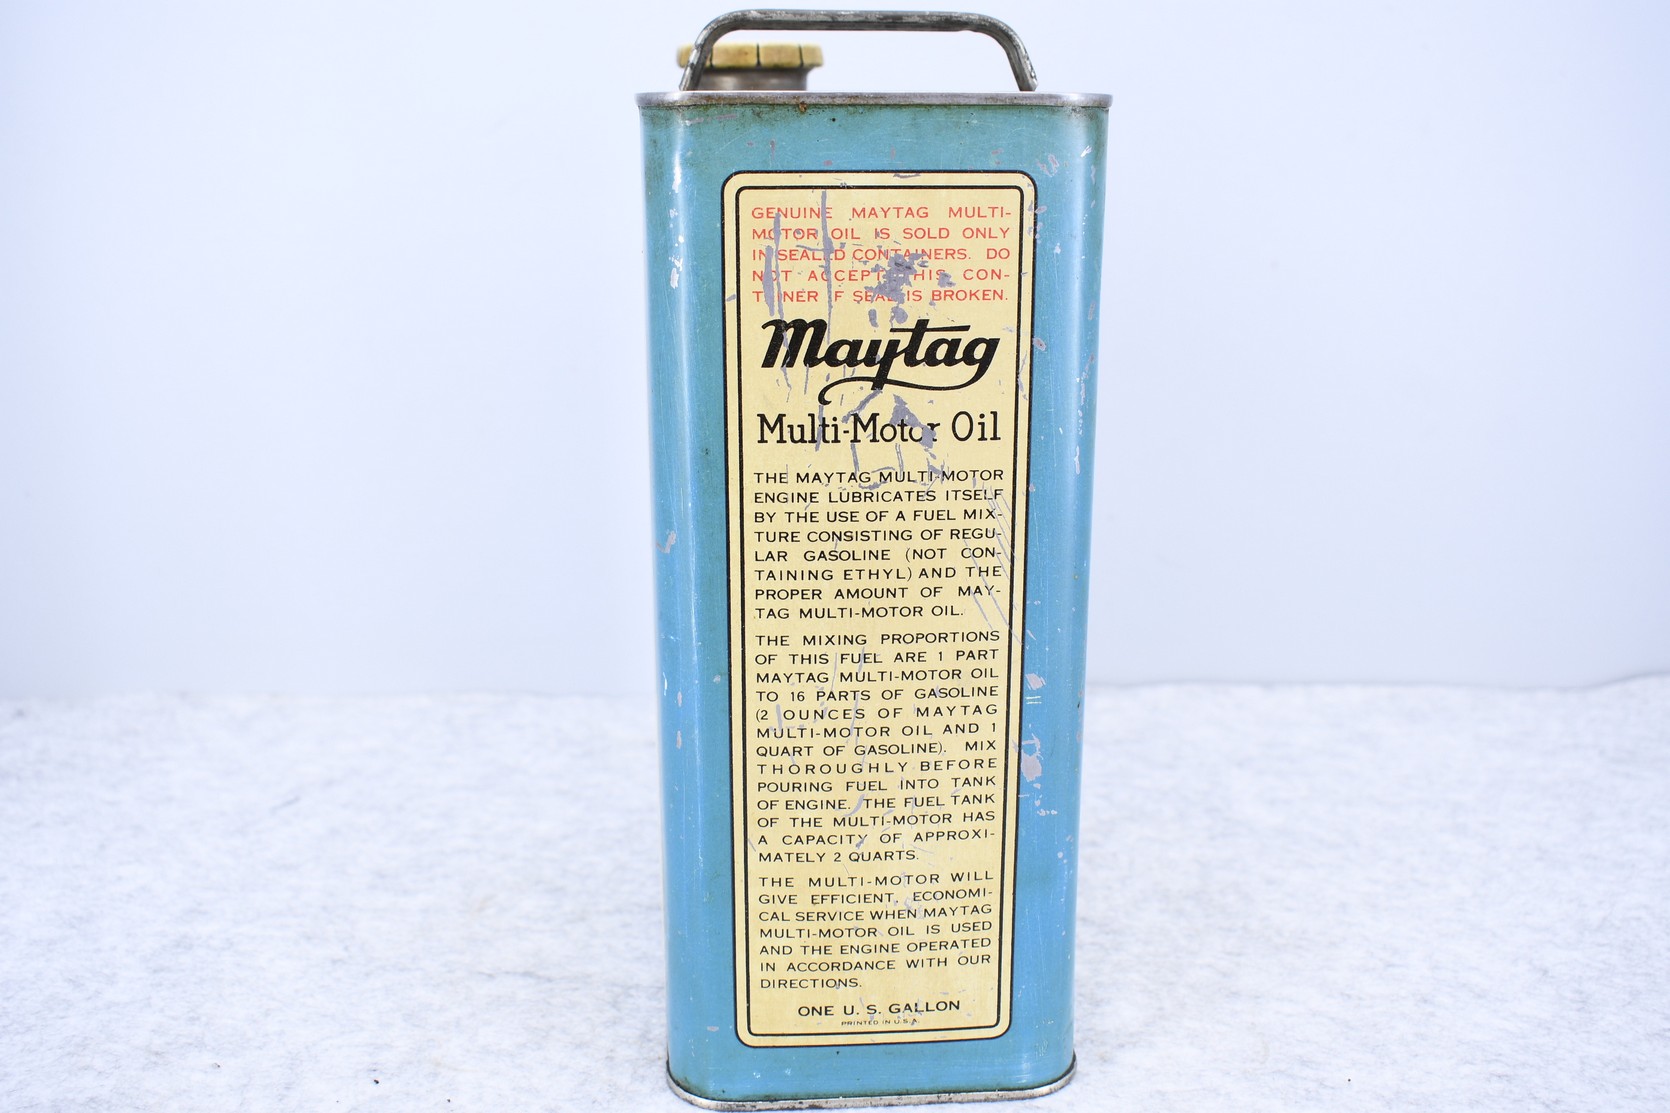 GENUINE MAYTAG MULTI-
MOTOR OIL IS SOLD ONLY
IN SEALED CONTAINERS. DO
NOT ACCEPT THIS CON-
T NER IF SEAL IS BROKEN.
Maytag
Multi-Motor Oil
THE MAYTAG MULTI-MOTOR
ENGINE LUBRICATES ITSELF
BY THE USE OF A FUEL MIX-
TURE CONSISTING OF REGU-
LAR GASOLINE (NOT CON-
TAINING ETHYL) AND THE
PROPER AMOUNT OF MAY-
TAG MULTI-MOTOR OIL.
THE MIXING PROPORTIONS
OF THIS FUEL ARE 1 PART
MAYTAG MULTI-MOTOR OIL
TO 16 PARTS OF GASOLINE
(2 OUNCES OF MAYTAG
MULTI-MOTOR OIL AND 1
QUART OF GASOLINE). MIX
THOROUGHLY BEFORE
POURING FUEL INTO TANK
OF ENGINE. THE FUEL TANK
OF THE MULTI-MOTOR HAS
A CAPACITY OF APPROXI-
MATELY 2 QUARTS.
THE MULTI-MOTOR WILL
GIVE EFFICIENT, ECONOMI-
CAL SERVICE WHEN MAYTAG
MULTI-MOTOR OIL IS USED
AND THE ENGINE OPERATED
IN ACCORDANCE WITH OUR
DIRECTIONS.
ONE U. S. GALLON
PRINTED IN U.S.A.